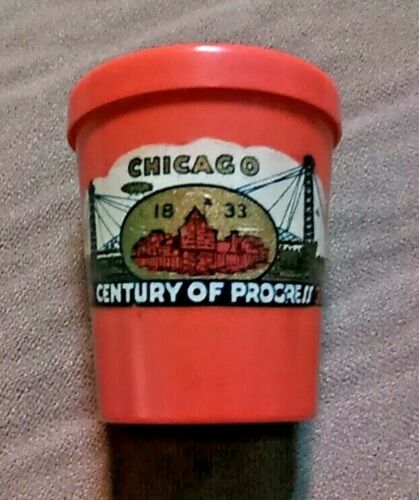 CHICAGO
18 33
CENTURY OF PROGRESS